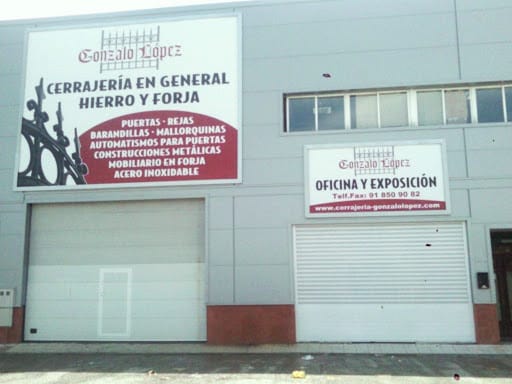 Gonzalo López
CERRAJERÍA EN GENERAL
HIERRO Y FORJA
PUERTAS - REJAS
BARANDILLAS - MALLORQUINAS
AUTOMATISMOS PARA PUERTAS
CONSTRUCCIONES METÁLICAS
MOBILIARIO EN FORJA
ACERO INOXIDABLE
Gonzalo López
OFICINA Y EXPOSICIÓN
Telf.Fax: 91 850 90 82
www.cerrajeria-gonzalolopez.com